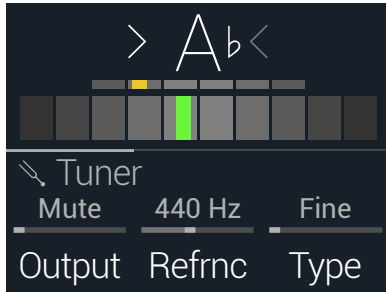 > A♭ <
Tuner
Mute 440 Hz Fine
Output Refrnc Type